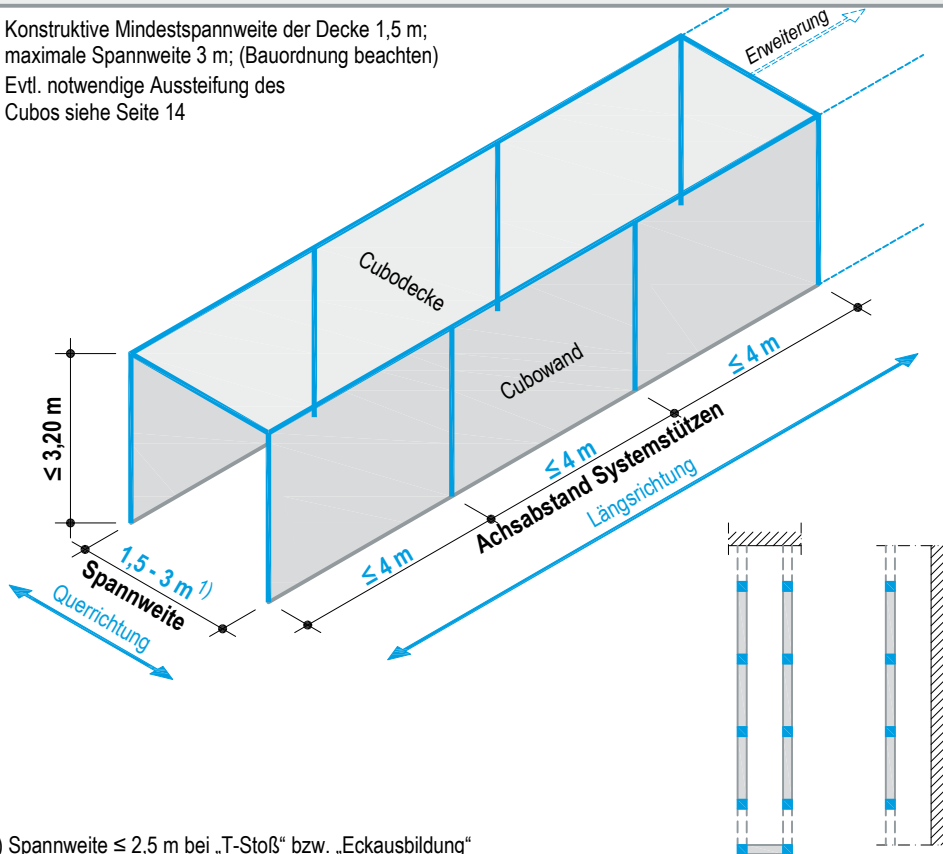 Konstruktive Mindestspannweite der Decke 1,5 m;
maximale Spannweite 3 m; (Bauordnung beachten)
Evtl. notwendige Aussteifung des
Cubos siehe Seite 14
Erweiterung
Cubodecke
Cubowand
≤ 3,20 m
≤ 4 m
≤ 4 m
≤ 4 m
Achsabstand Systemstützen
Längsrichtung
1,5 - 3 m 1)
Spannweite
Querrichtung
) Spannweite ≤ 2,5 m bei „T-Stoß“ bzw. „Eckausbildung“